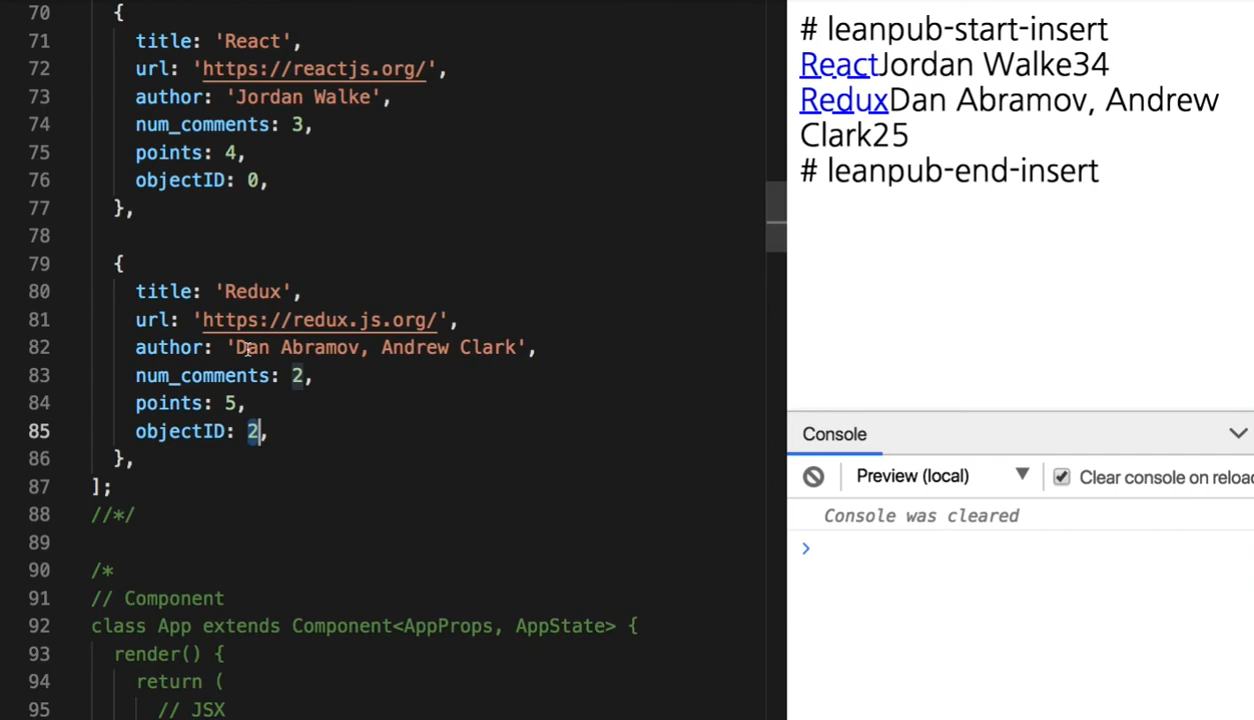 70 {
71 title: 'React',
72 url: 'https://reactjs.org/',
73 author: 'Jordan Walke',
74 num_comments: 3,
75 points: 4,
76 objectID: 0,
77 },
78
79 {
80 title: 'Redux',
81 url: 'https://redux.js.org/',
82 author: 'Dan Abramov, Andrew Clark',
83 num_comments: 2,
84 points: 5,
85 objectID: 2,
86 },
87 ];
88 //*/
89
90 /*
91 // Component
92 class App extends Component<AppProps, AppState> {
93 render() {
94 return (
95 // JSX
# leanpub-start-insert
ReactJordan Walke34
ReduxDan Abramov, Andrew
Clark25
# leanpub-end-insert
Console
Preview (local) ▼ Clear console on reloa
Console was cleared
>